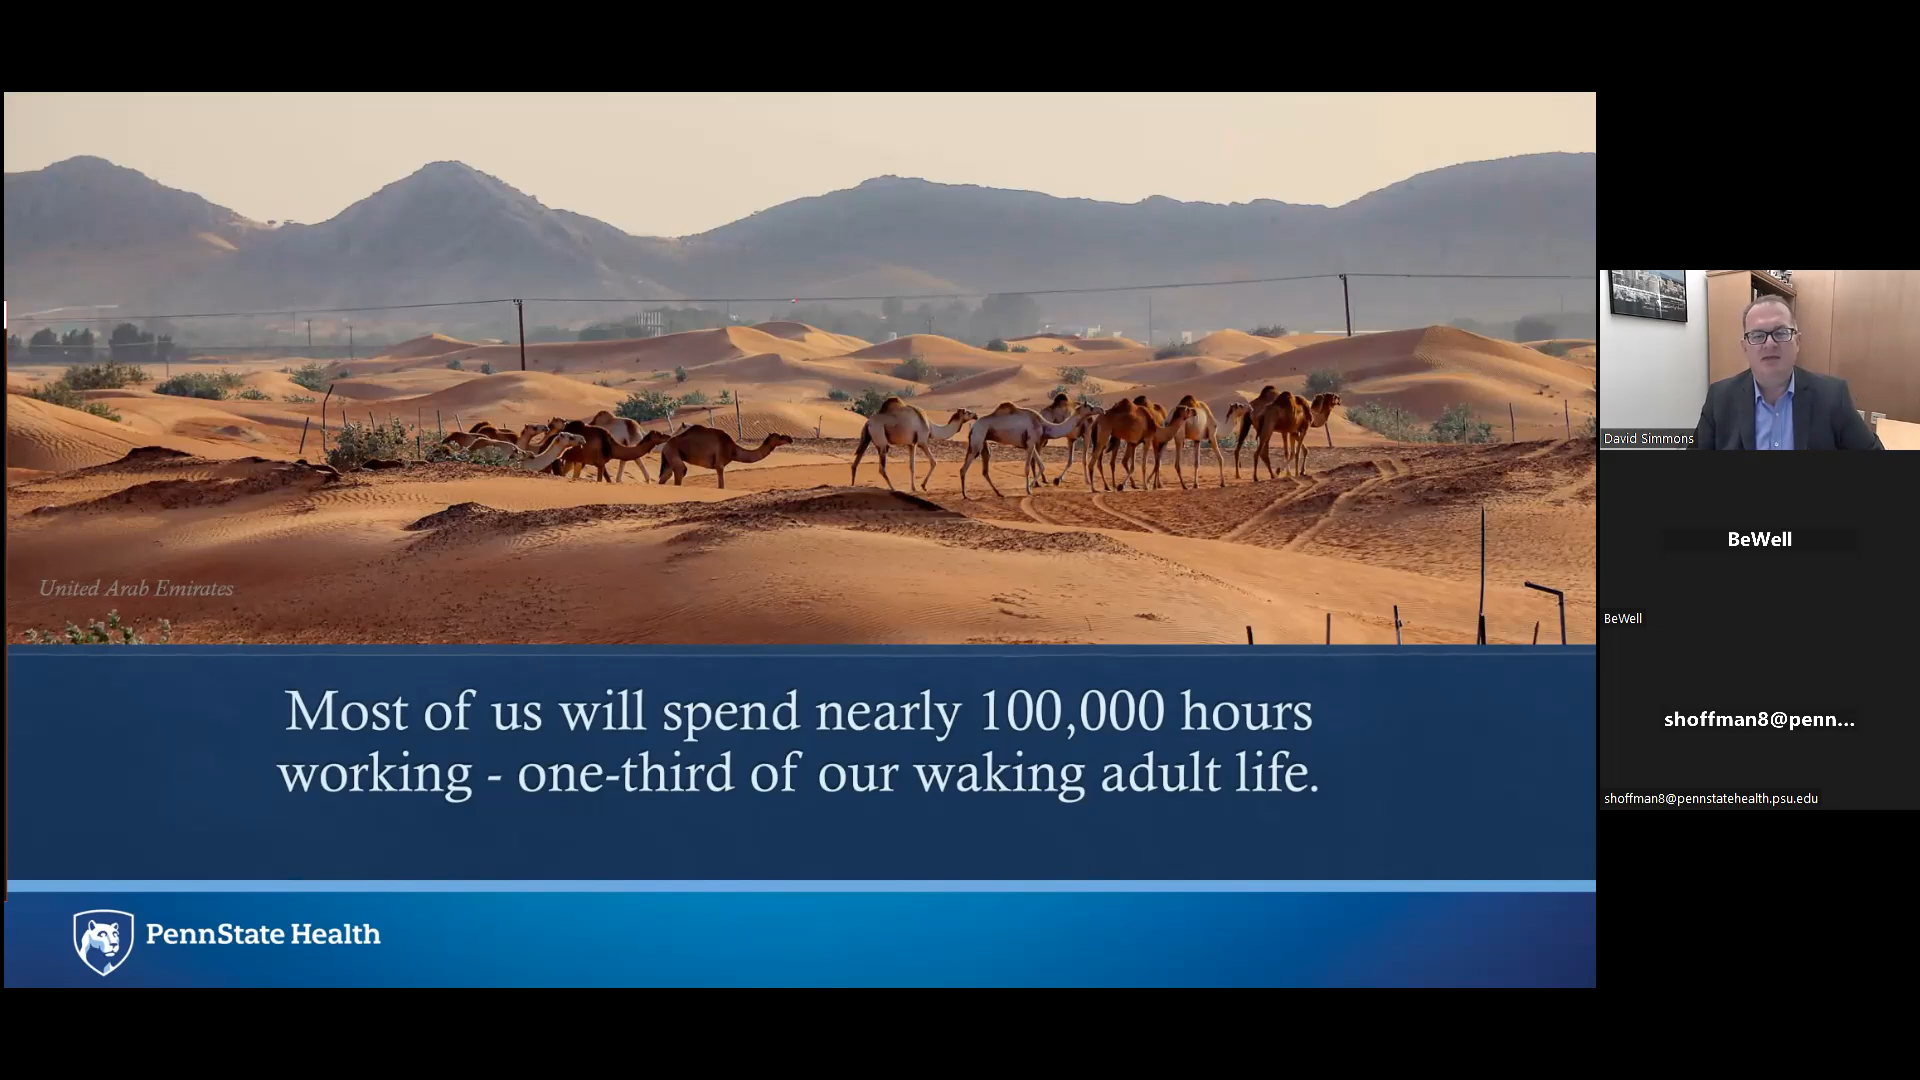 United Arab Emirates
Most of us will spend nearly 100,000 hours
working - one-third of our waking adult life.
PennState Health
David Simmons
BeWell
BeWell
shoffman8@penn...
shoffman8@pennstatehealth.psu.edu